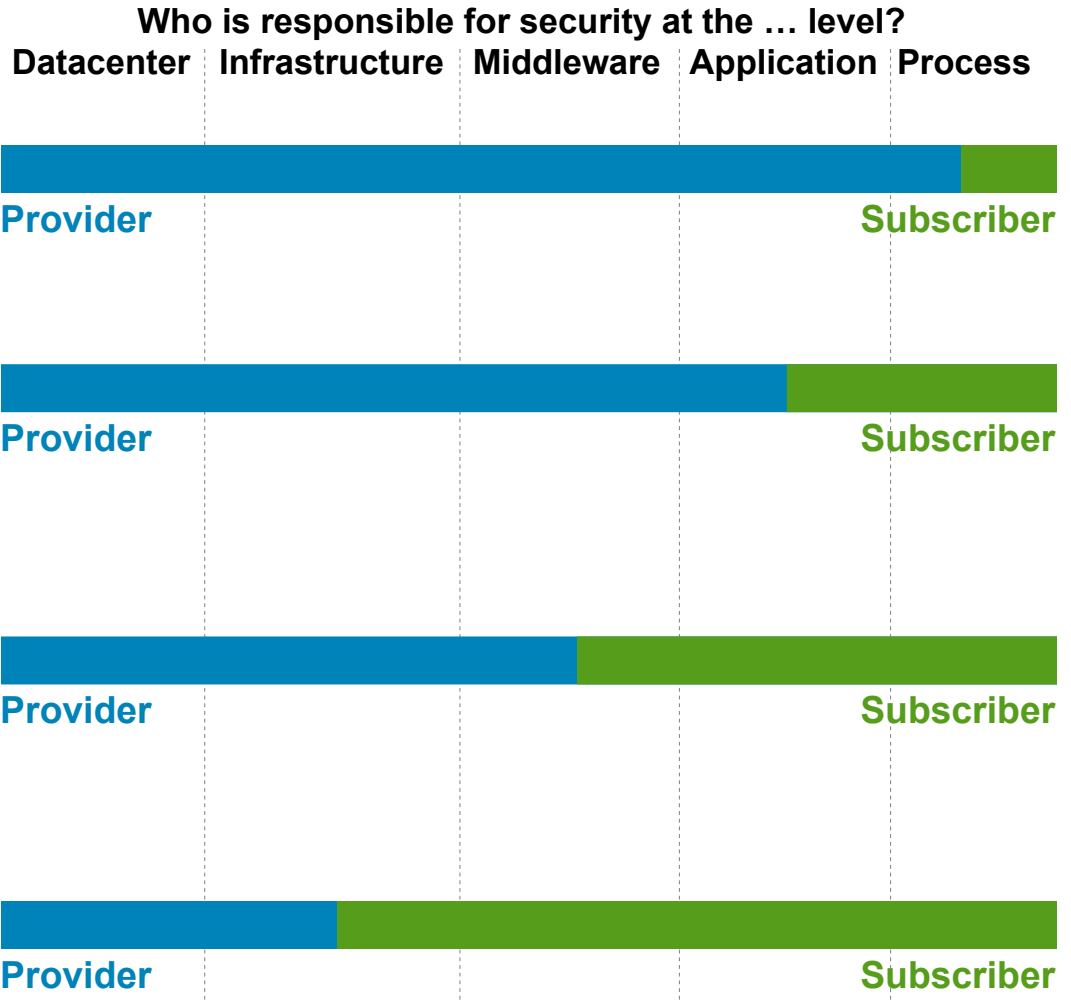 Who is responsible for security at the … level?
Datacenter Infrastructure Middleware Application Process
Provider Subscriber
Provider Subscriber
Provider Subscriber
Provider Subscriber